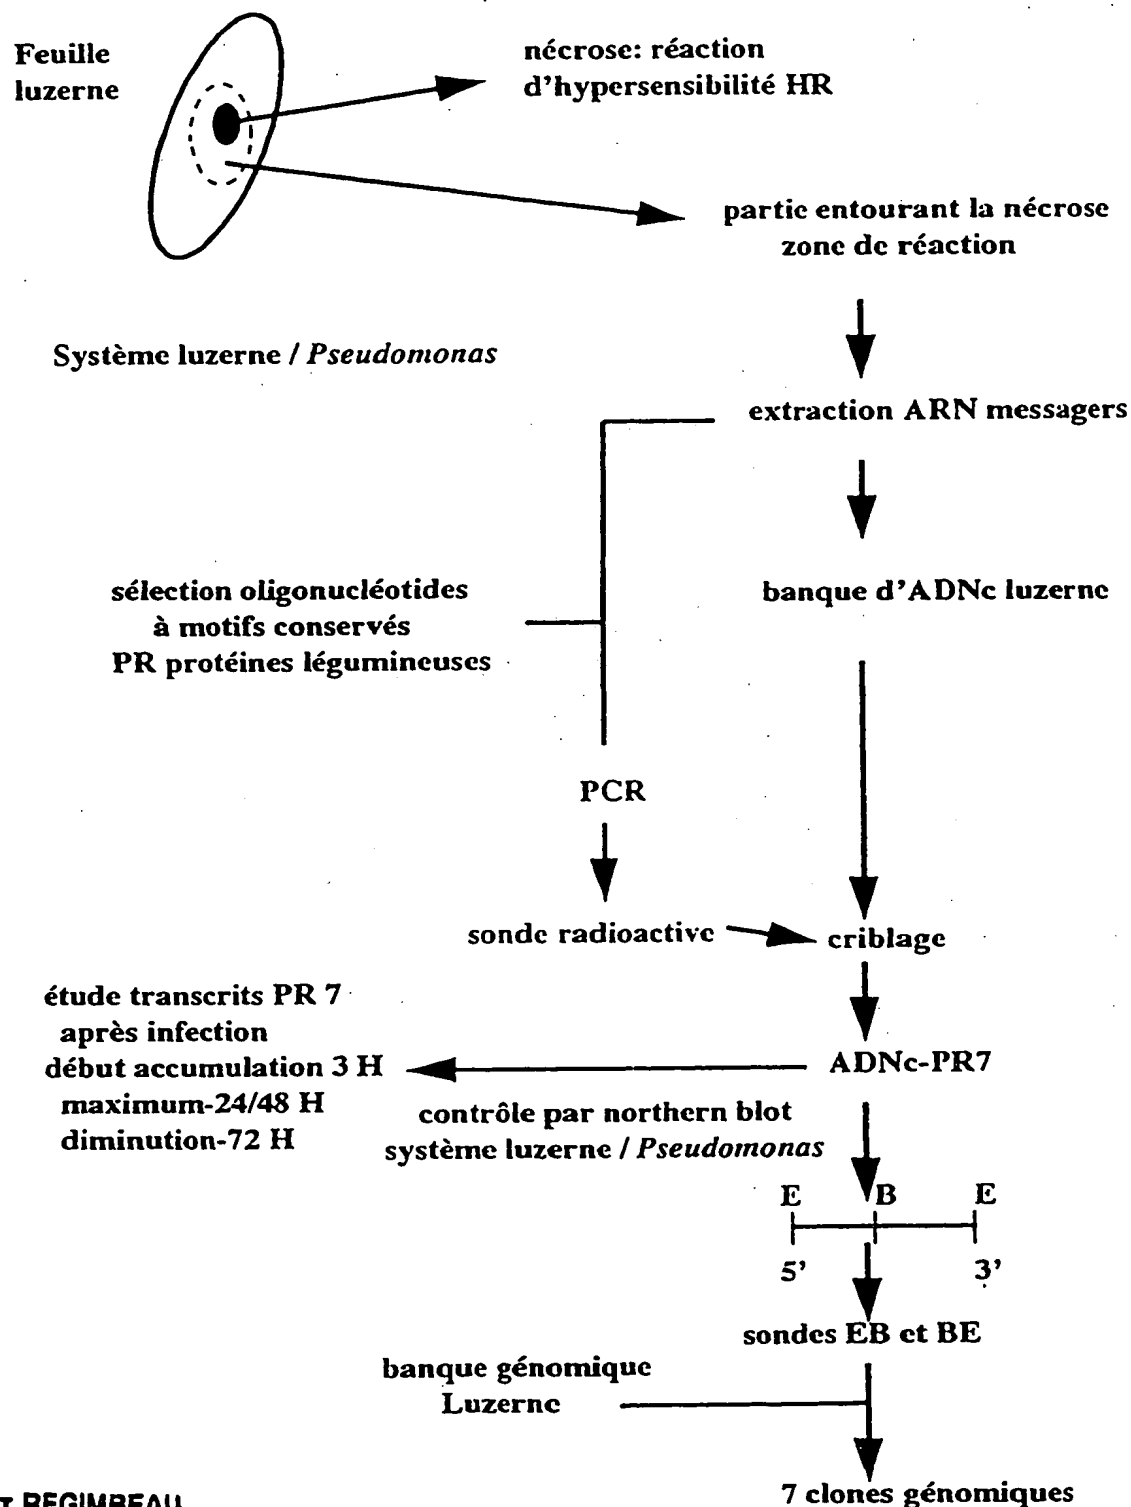 Feuille
luzerne
nécrose: réaction
d'hypersensibilité HR
partie entourant la nécrose
zone de réaction
Système luzerne / Pseudomonas
extraction ARN messagers
sélection oligonucléotides
à motifs conservés
PR protéines légumineuses
banque d'ADNc luzerne
PCR
sonde radioactive
criblage
étude transcrits PR 7
après infection
début accumulation 3 H
maximum-24/48 H
diminution-72 H
ADNc-PR7
contrôle par northern blot
système luzerne / Pseudomonas
E B E
5' 3'
sondes EB et BE
banque génomique
Luzerne
7 clones génomiques
REGIMBEAU